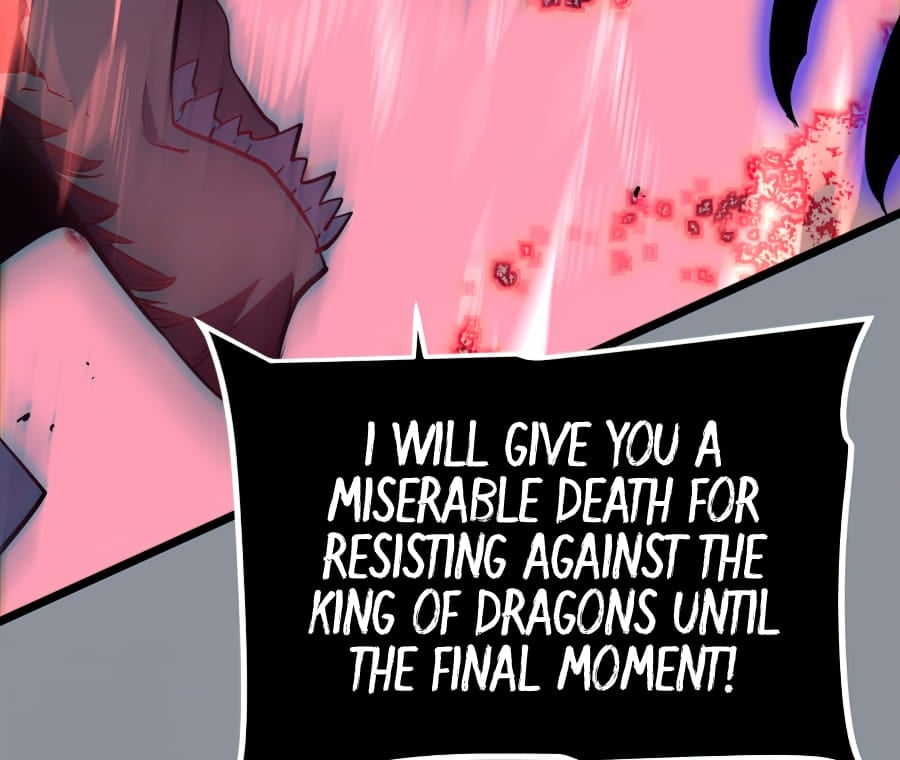 I WILL GIVE YOU A
MISERABLE DEATH FOR
RESISTING AGAINST THE
KING OF DRAGONS UNTIL
THE FINAL MOMENT!